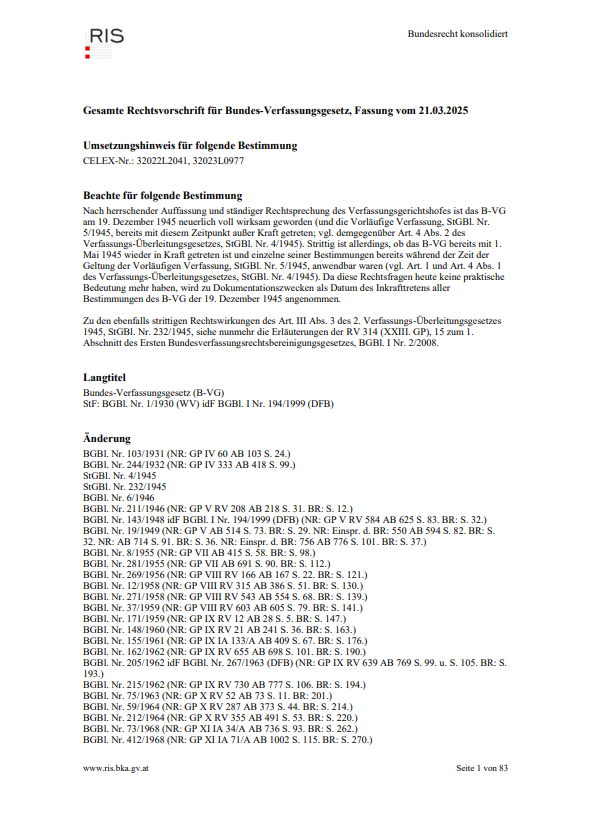 RIS
Bundesrecht konsolidiert
Gesamte Rechtsvorschrift für Bundes-Verfassungsgesetz, Fassung vom 21.03.2025
Umsetzungshinweis für folgende Bestimmung
CELEX-Nr.: 32022L2041, 32023L0977
Beachte für folgende Bestimmung
Nach herrschender Auffassung und ständiger Rechtsprechung des Verfassungsgerichtshofes ist das B-VG
am 19. Dezember 1945 neuerlich voll wirksam geworden (und die Vorläufige Verfassung, StGBl. Nr.
5/1945, bereits mit diesem Zeitpunkt außer Kraft getreten; vgl. demgegenüber Art. 4 Abs. 2 des
Verfassungs-Überleitungsgesetzes, StGBl. Nr. 4/1945). Strittig ist allerdings, ob das B-VG bereits mit 1.
Mai 1945 wieder in Kraft getreten ist und einzelne seiner Bestimmungen bereits während der Zeit der
Geltung der Vorläufigen Verfassung, StGBl. Nr. 5/1945, anwendbar waren (vgl. Art. 1 und Art. 4 Abs. 1
des Verfassungs-Überleitungsgesetzes, StGBl. Nr. 4/1945). Da diese Rechtsfragen heute keine praktische
Bedeutung mehr haben, wird zu Dokumentationszwecken als Datum des Inkrafttretens aller
Bestimmungen des B-VG der 19. Dezember 1945 angenommen.
Zu den ebenfalls strittigen Rechtswirkungen des Art. III Abs. 3 des 2. Verfassungs-Überleitungsgesetzes
1945, StGBl. Nr. 232/1945, siehe nunmehr die Erläuterungen der RV 314 (XXIII. GP), 15 zum 1.
Abschnitt des Ersten Bundesverfassungsrechtsbereinigungsgesetzes, BGBl. I Nr. 2/2008.
Langtitel
Bundes-Verfassungsgesetz (B-VG)
StF: BGBl. Nr. 1/1930 (WV) idF BGBl. I Nr. 194/1999 (DFB)
Änderung
BGBl. Nr. 103/1931 (NR: GP IV 60 AB 103 S. 24.)
BGBl. Nr. 244/1932 (NR: GP IV 333 AB 418 S. 99.)
StGBl. Nr. 4/1945
StGBl. Nr. 232/1945
BGBl. Nr. 6/1946
BGBl. Nr. 211/1946 (NR: GP V RV 208 AB 218 S. 31. BR: S. 12.)
BGBl. Nr. 143/1948 idF BGBl. I Nr. 194/1999 (DFB) (NR: GP V RV 584 AB 625 S. 83. BR: S. 32.)
BGBl. Nr. 19/1949 (NR: GP V AB 514 S. 73. BR: S. 29. NR: Einspr. d. BR: 550 AB 594 S. 82. BR: S.
32. NR: AB 714 S. 91. BR: S. 36. NR: Einspr. d. BR: 756 AB 776 S. 101. BR: S. 37.)
BGBl. Nr. 8/1955 (NR: GP VII AB 415 S. 58. BR: S. 98.)
BGBl. Nr. 281/1955 (NR: GP VII AB 691 S. 90. BR: S. 112.)
BGBl. Nr. 269/1956 (NR: GP VIII RV 166 AB 167 S. 22. BR: S. 121.)
BGBl. Nr. 12/1958 (NR: GP VIII RV 315 AB 386 S. 51. BR: S. 130.)
BGBl. Nr. 271/1958 (NR: GP VIII RV 543 AB 554 S. 68. BR: S. 139.)
BGBl. Nr. 37/1959 (NR: GP VIII RV 603 AB 605 S. 79. BR: S. 141.)
BGBl. Nr. 171/1959 (NR: GP IX RV 12 AB 28 S. 5. BR: S. 147.)
BGBl. Nr. 148/1960 (NR: GP IX RV 21 AB 241 S. 36. BR: S. 163.)
BGBl. Nr. 155/1961 (NR: GP IX IA 133/A AB 409 S. 67. BR: S. 176.)
BGBl. Nr. 162/1962 (NR: GP IX RV 655 AB 698 S. 101. BR: S. 190.)
BGBl. Nr. 205/1962 idF BGBl. Nr. 267/1963 (DFB) (NR: GP IX RV 639 AB 769 S. 99. u. S. 105. BR: S.
193.)
BGBl. Nr. 215/1962 (NR: GP IX RV 730 AB 777 S. 106. BR: S. 194.)
BGBl. Nr. 75/1963 (NR: GP X RV 52 AB 73 S. 11. BR: 201.)
BGBl. Nr. 59/1964 (NR: GP X RV 287 AB 373 S. 44. BR: S. 214.)
BGBl. Nr. 212/1964 (NR: GP X RV 355 AB 491 S. 53. BR: S. 220.)
BGBl. Nr. 73/1968 (NR: GP XI IA 34/A AB 736 S. 93. BR: S. 262.)
BGBl. Nr. 412/1968 (NR: GP XI IA 71/A AB 1002 S. 115. BR: S. 270.)
www.ris.bka.gv.at
Seite 1 von 83